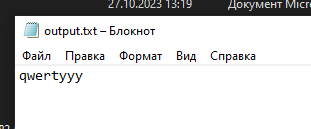 27.10.2023 13:19 Документ Micro
output.txt – Блокнот
Файл Правка Формат Вид Справка
qwertyyy